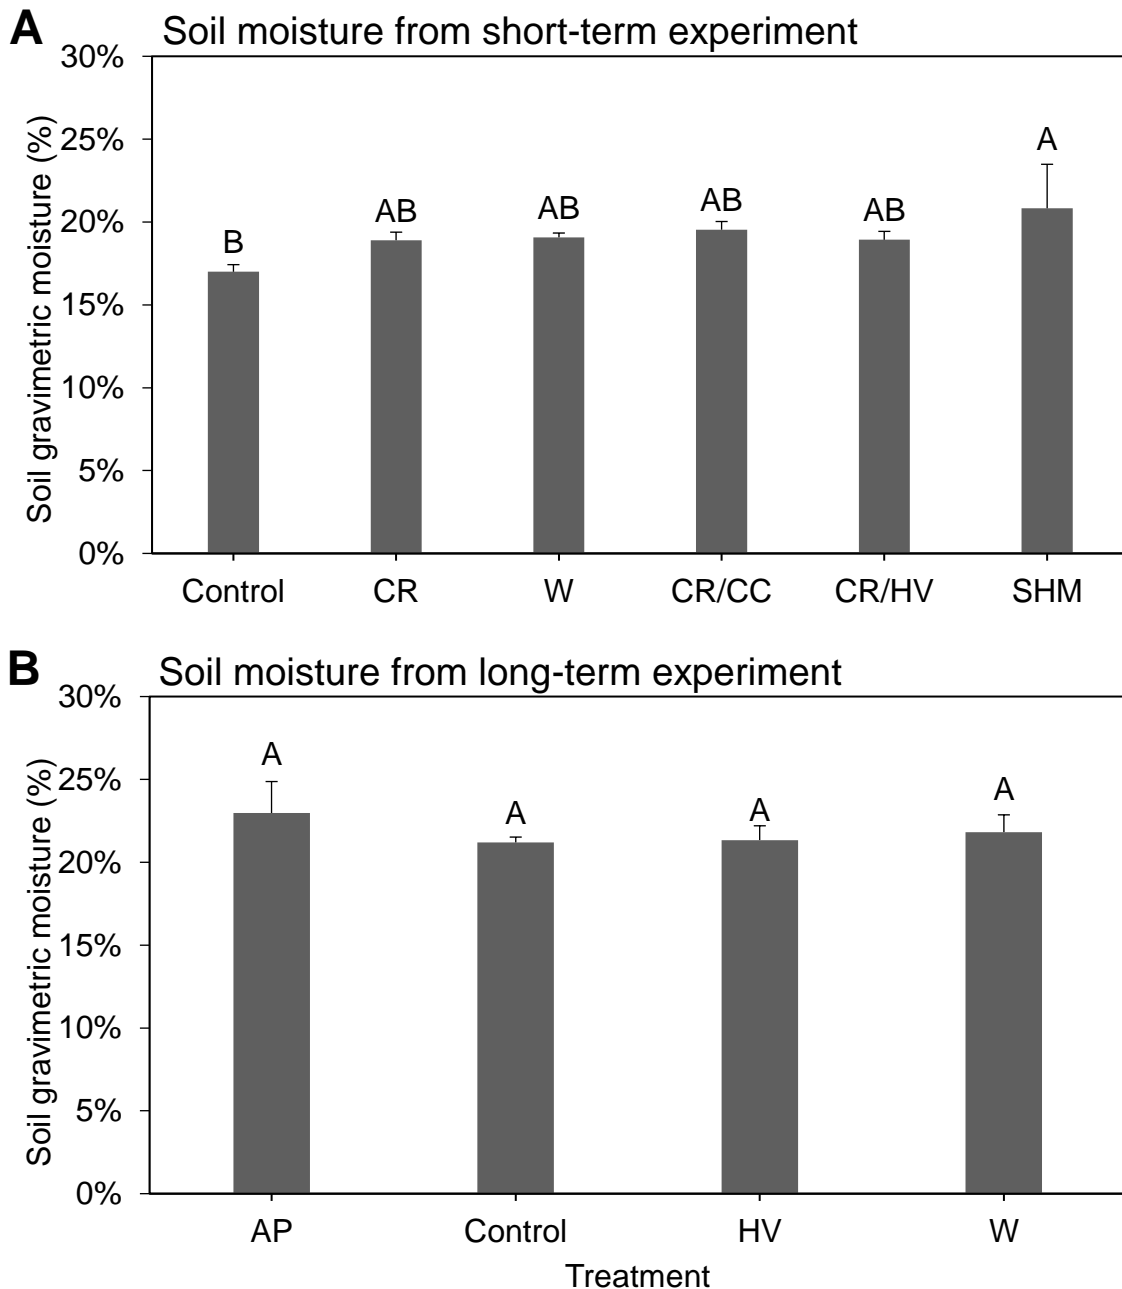 A
Soil moisture from short-term experiment
Soil gravimetric moisture (%)
30%
25%
20%
15%
10%
5%
0%
B
AB
AB
AB
AB
A
Control
CR
W
CR/CC
CR/HV
SHM
B
Soil moisture from long-term experiment
Soil gravimetric moisture (%)
30%
25%
20%
15%
10%
5%
0%
A
A
A
A
AP
Control
HV
W
Treatment